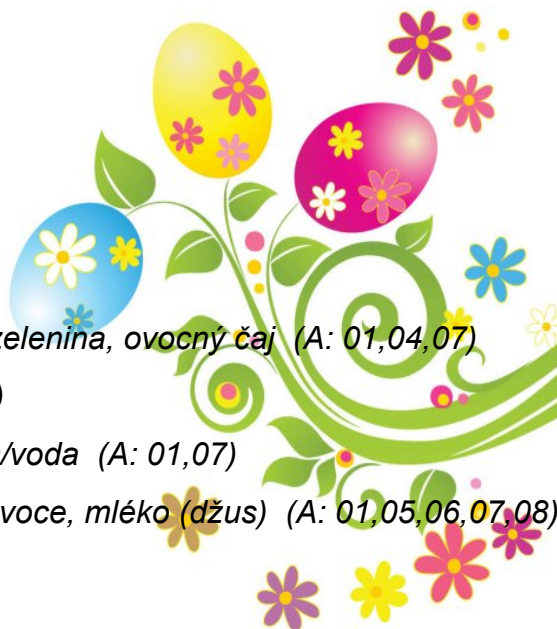 zelenina, ovocný čaj (A: 01,04,07)
)
/voda (A: 01,07)
voce, mléko (džus) (A: 01,05,06,07,08)